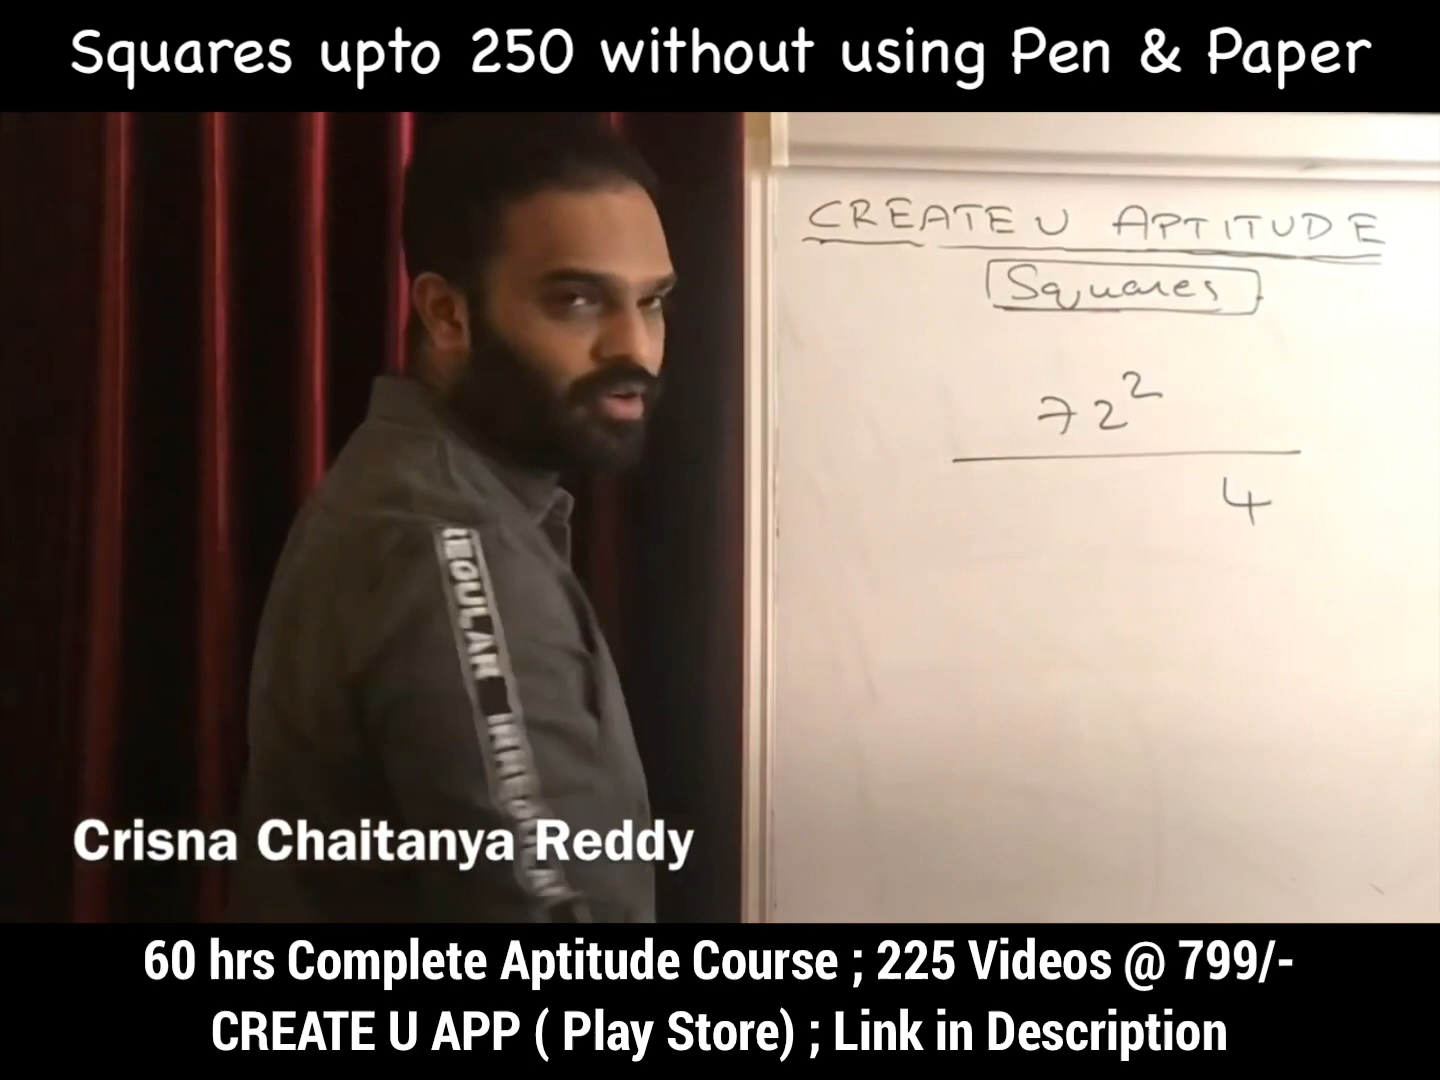 Squares upto 250 without using Pen & Paper
CREATE U APTITUDE
Squares
72²
4
Crisna Chaitanya Reddy
60 hrs Complete Aptitude Course ; 225 Videos @ 799/-
CREATE U APP ( Play Store) ; Link in Description